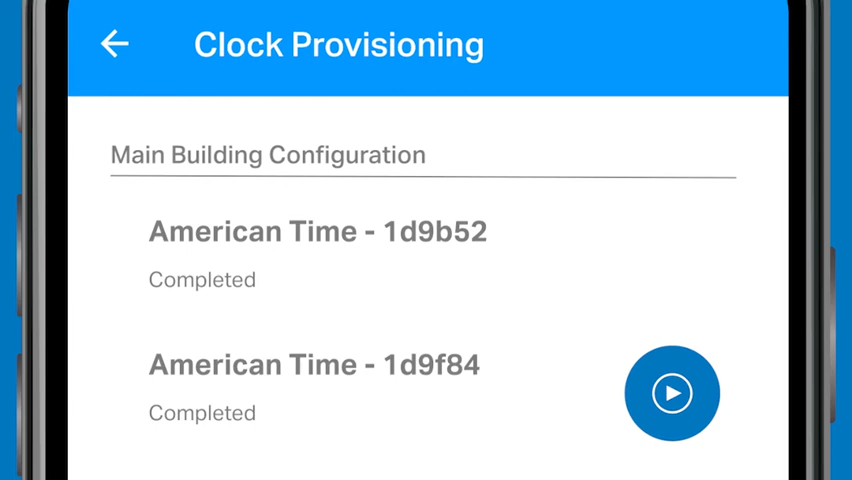 Clock Provisioning
Main Building Configuration
American Time - 1d9b52
Completed
American Time - 1d9f84
Completed